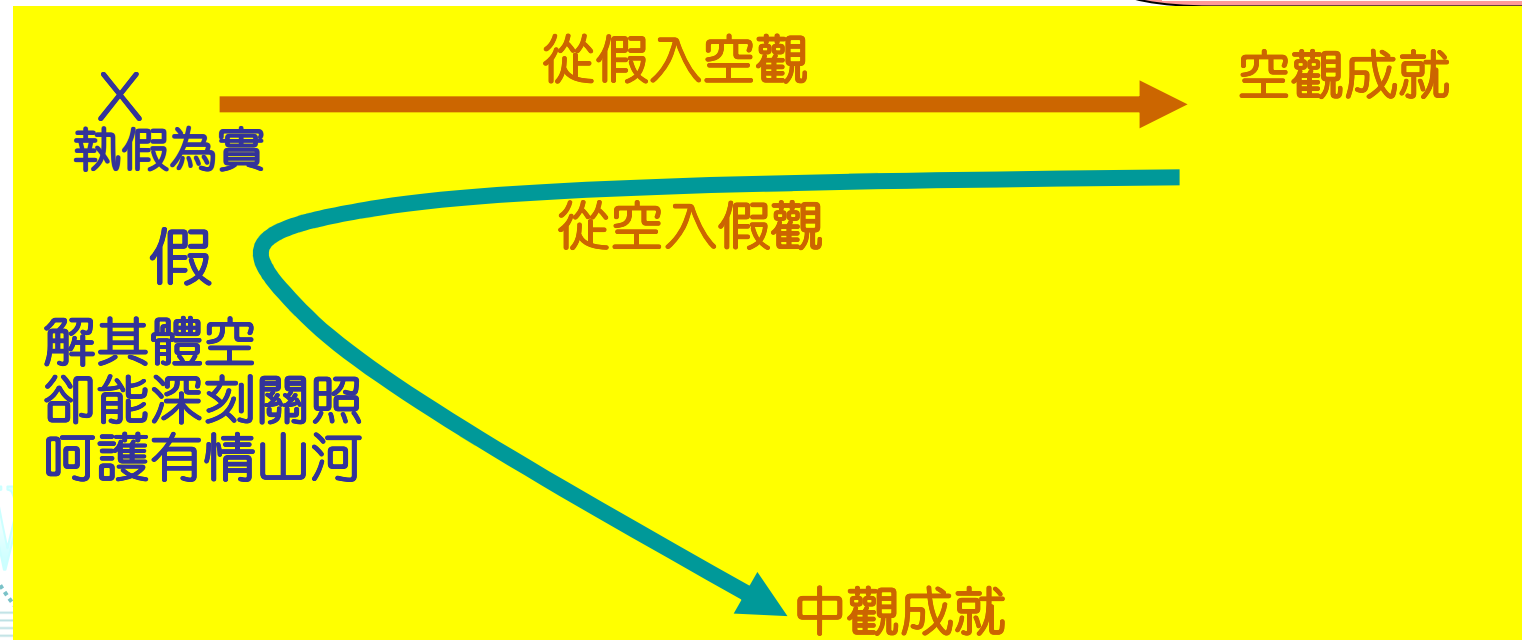 從假入空觀
空觀成就
X
執假為實
從空入假觀
假
解其體空
卻能深刻關照
呵護有情山河
中觀成就